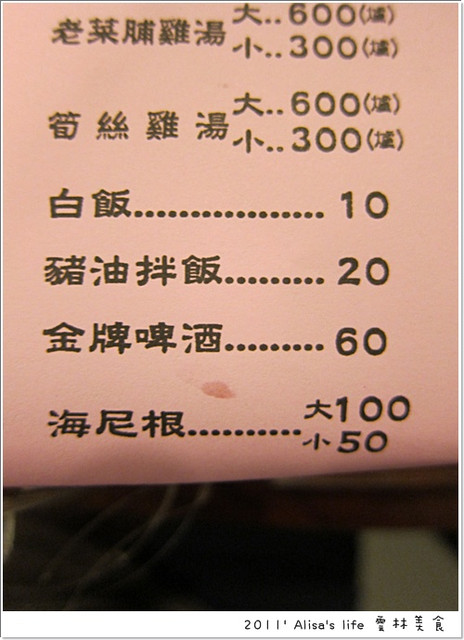 老菜脯雞湯 大..600(爐)
小..300(爐)
筍絲雞湯 大..600(爐)
小..300(爐)
白飯................. 10
豬油拌飯.......... 20
金牌啤酒......... 60
海尼根.......... 大100
小50
2011' Alisa's life 雲林美食